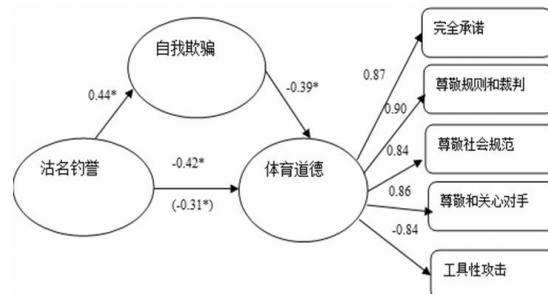 完全承诺
自我欺骗
0.87
尊敬规则和裁判
0.44*
-0.39*
0.90
0.84
尊敬社会规范
沽名钓誉
-0.42*
体育道德
(-0.31*)
0.86
尊敬和关心对手
-0.84
工具性攻击